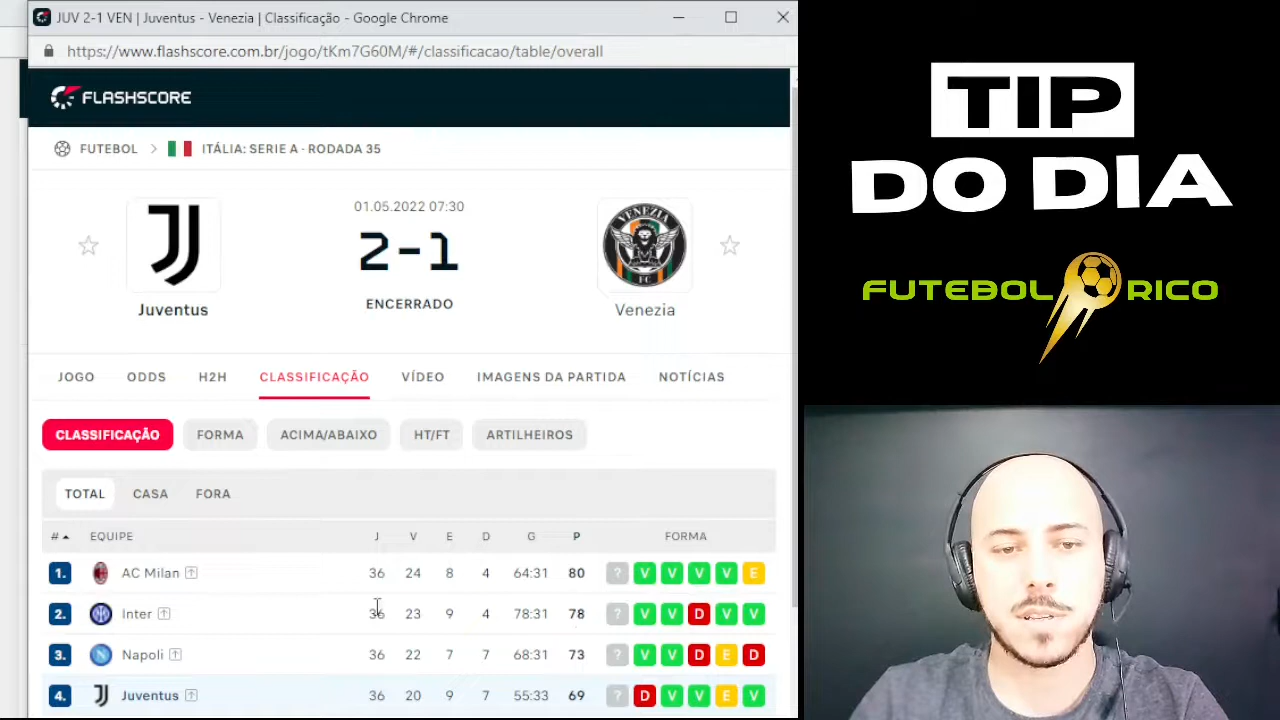 JUV 2-1 VEN | Juventus - Venezia | Classificação - Google Chrome
https://www.flashscore.com.br/jogo/tKm7G60M/#/classificacao/table/overall
FLASHSCORE
FUTEBOL > ITÁLIA: SERIE A - RODADA 35
01.05.2022 07:30
2-1
ENCERRADO
Juventus
VENEZIA
FC
Venezia
JOGO ODDS H2H CLASSIFICAÇÃO VÍDEO IMAGENS DA PARTIDA NOTÍCIAS
CLASSIFICAÇÃO FORMA ACIMA/ABAIXO HT/FT ARTILHEIROS
TOTAL CASA FORA
# EQUIPE J V E D G P FORMA
1. AC Milan 36 24 8 4 64:31 80 ? V V V V E
2. Inter 36 23 9 4 78:31 78 ? V V D V V
3. Napoli 36 22 7 7 68:31 73 ? V V D E D
4. Juventus 36 20 9 7 55:33 69 ? D V V E V
TIP
DO DIA
FUTEBOL RICO